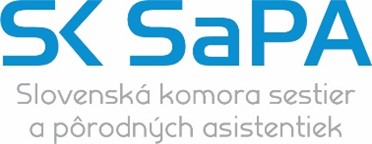 SK SaPA
Slovenská komora sestier
a pôrodných asistentiek